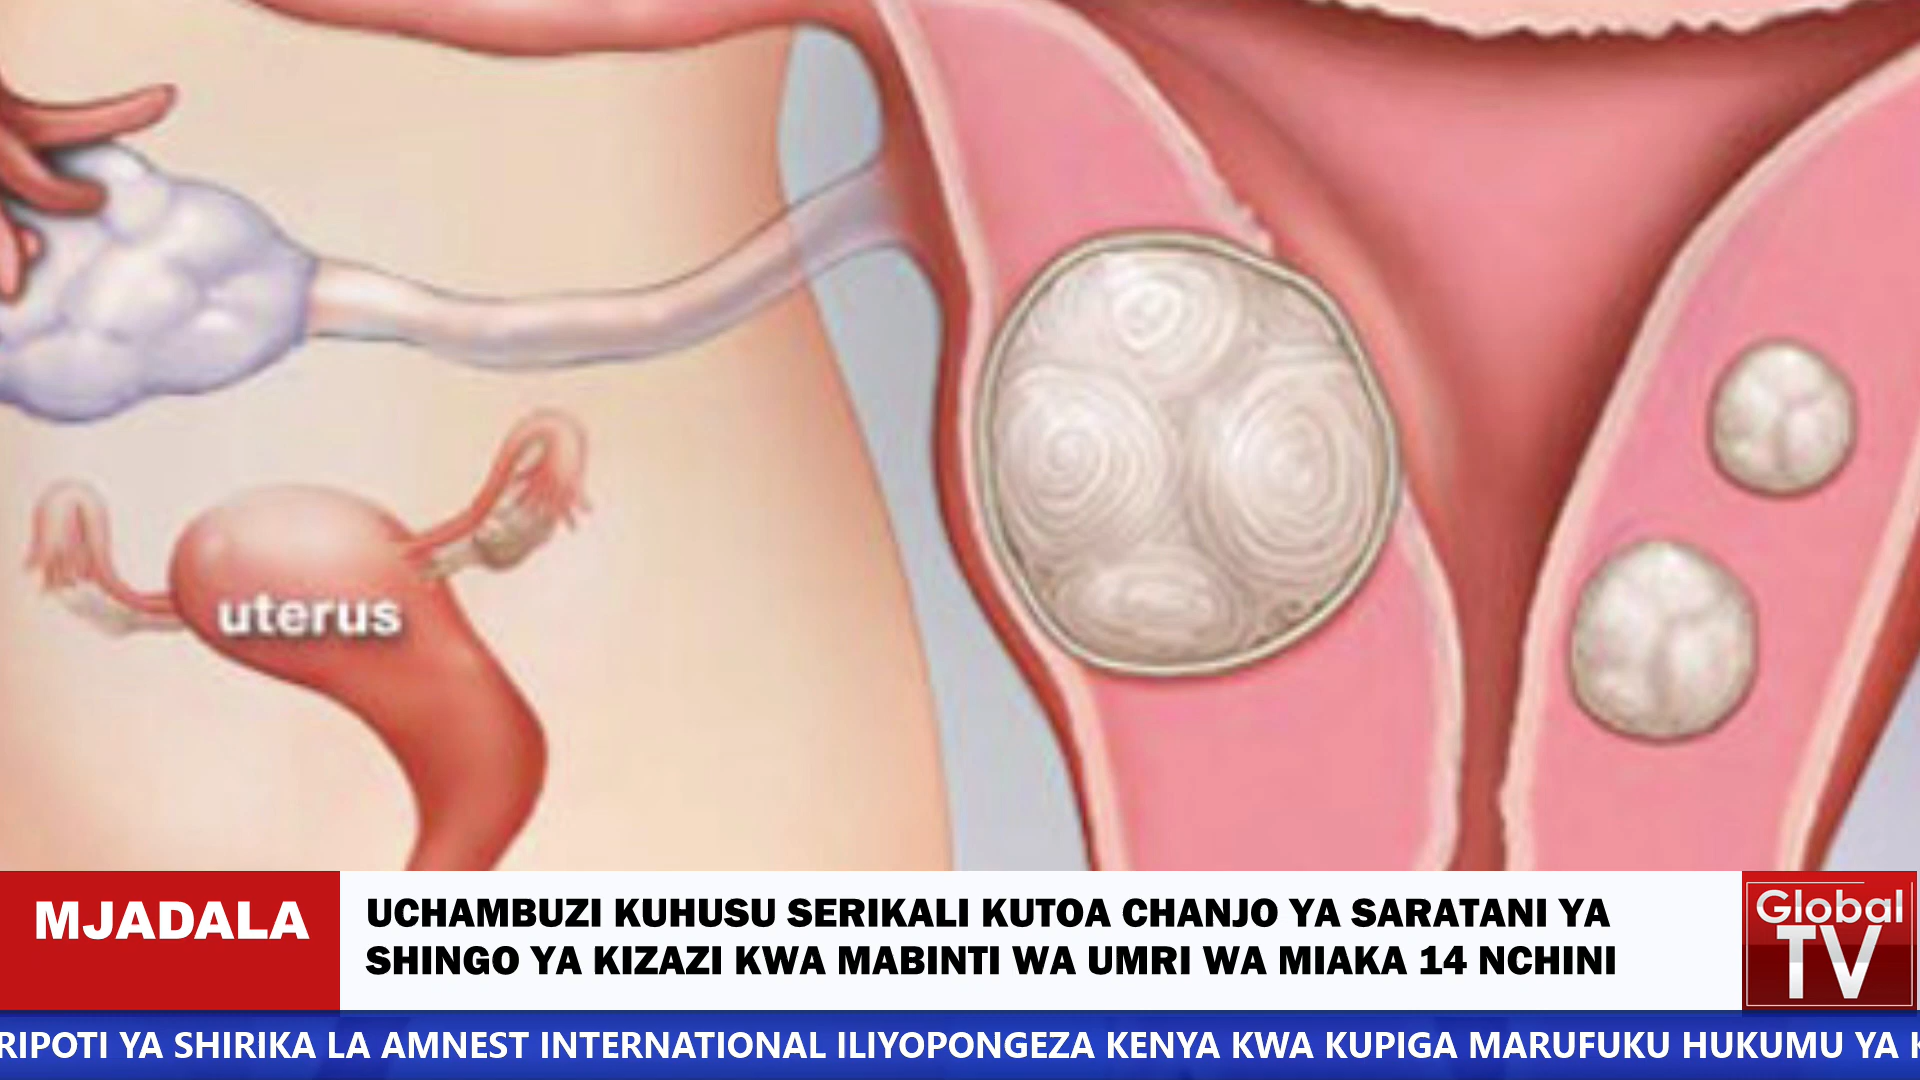 uterus
MJADALA
UCHAMBUZI KUHUSU SERIKALI KUTOA CHANJO YA SARATANI YA
SHINGO YA KIZAZI KWA MABINTI WA UMRI WA MIAKA 14 NCHINI
Global
TV
RIPOTI YA SHIRIKA LA AMNEST INTERNATIONAL ILIYOPONGEZA KENYA KWA KUPIGA MARUFUKU HUKUMU YA